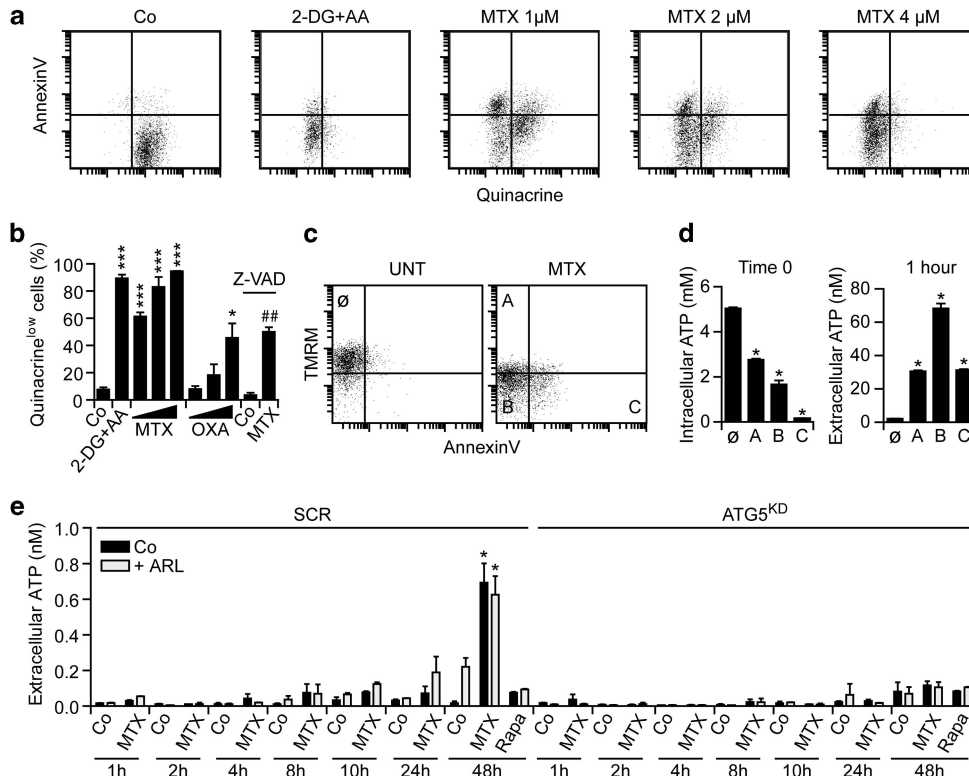 a
Co
2-DG+AA
MTX 1µM
MTX 2 µM
MTX 4 µM
AnnexinV
Quinacrine
b
Quinacrine^low cells (%)
100
80
60
40
20
0
***
***
***
***
*
Z-VAD
##
Co
2-DG+AA
MTX
OXA
Co
MTX
c
UNT
MTX
ø
A
B
C
TMRM
AnnexinV
d
Time 0
Intracellular ATP (mM)
6
4
2
0
*
*
*
ø A B C
1 hour
Extracellular ATP (nM)
80
60
40
20
0
*
*
*
ø A B C
e
SCR
ATG5^KD
Extracellular ATP (nM)
1.0
0.8
0.6
0.4
0.2
0.0
Co
+ ARL
* *
Co MTX Co MTX Co MTX Co MTX Co MTX Co MTX Co MTX Rapa Co MTX Co MTX Co MTX Co MTX Co MTX Co MTX Co MTX Rapa
1h 2h 4h 8h 10h 24h 48h 1h 2h 4h 8h 10h 24h 48h